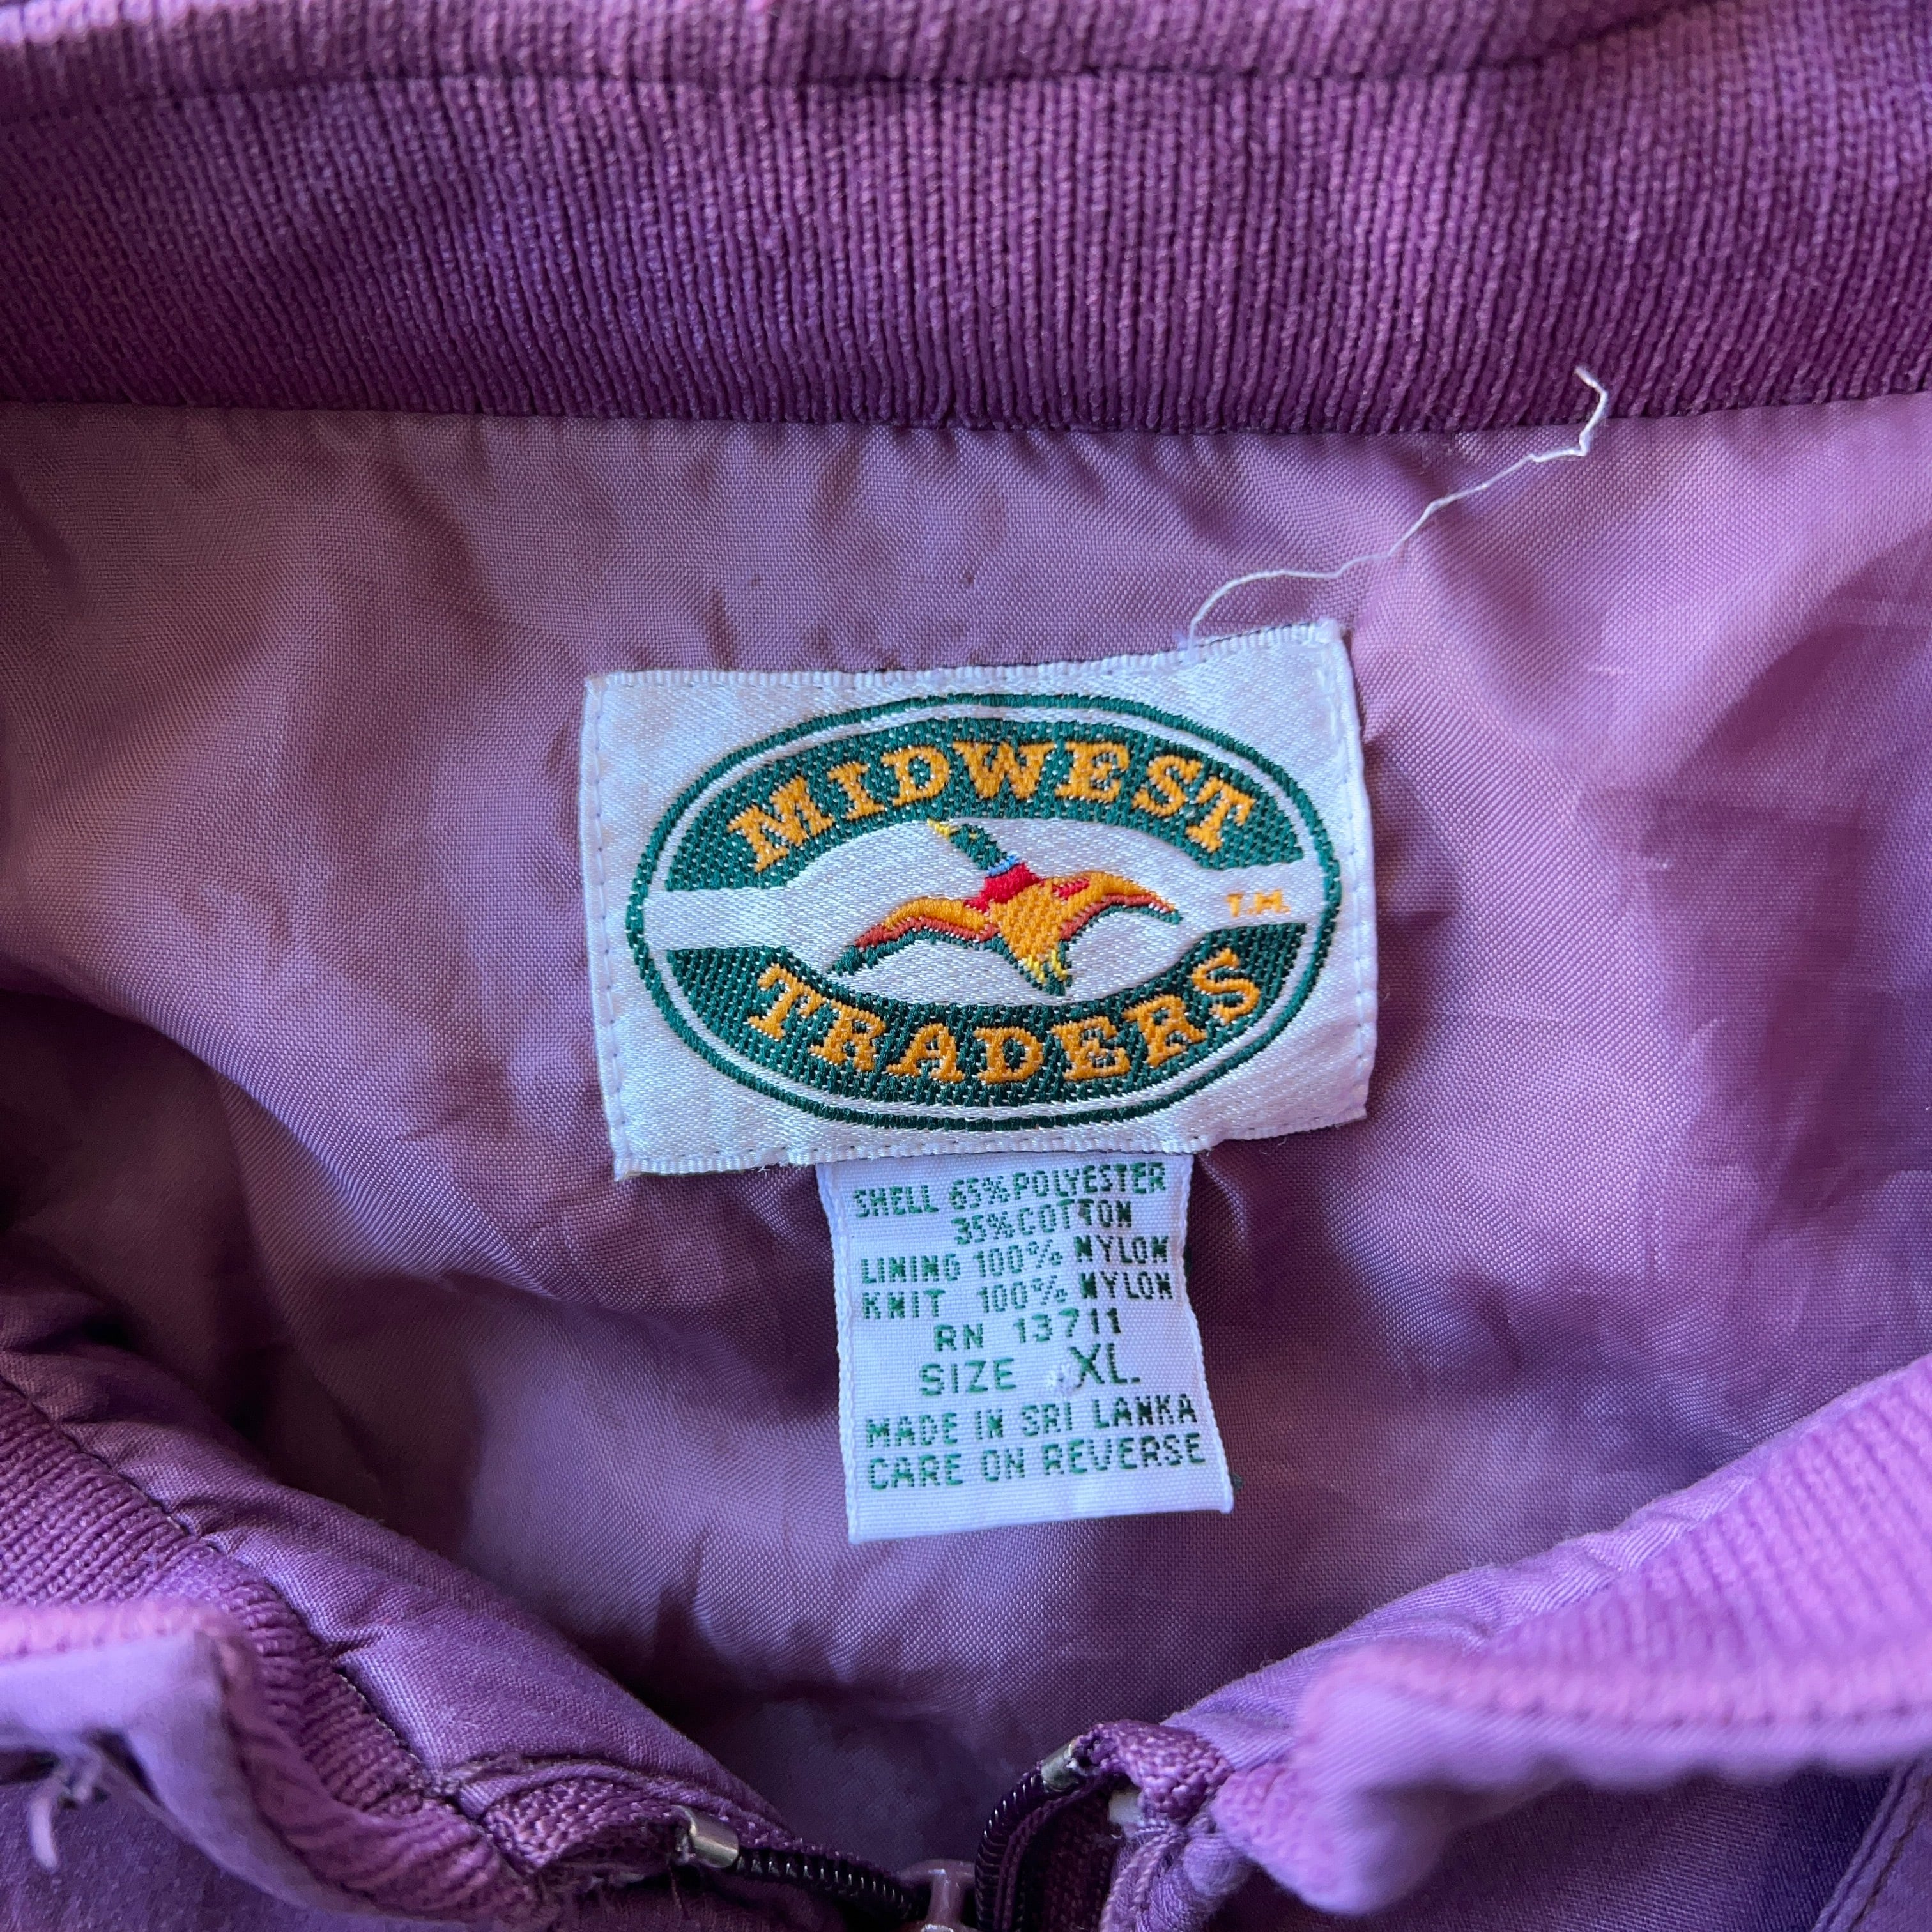 MIDWEST
T.M.
TRADERS
SHELL 65% POLYESTER
35% COTTON
LINING 100% NYLON
KNIT 100% NYLON
RN 13711
SIZE XL.
MADE IN SRI LANKA
CARE ON REVERSE